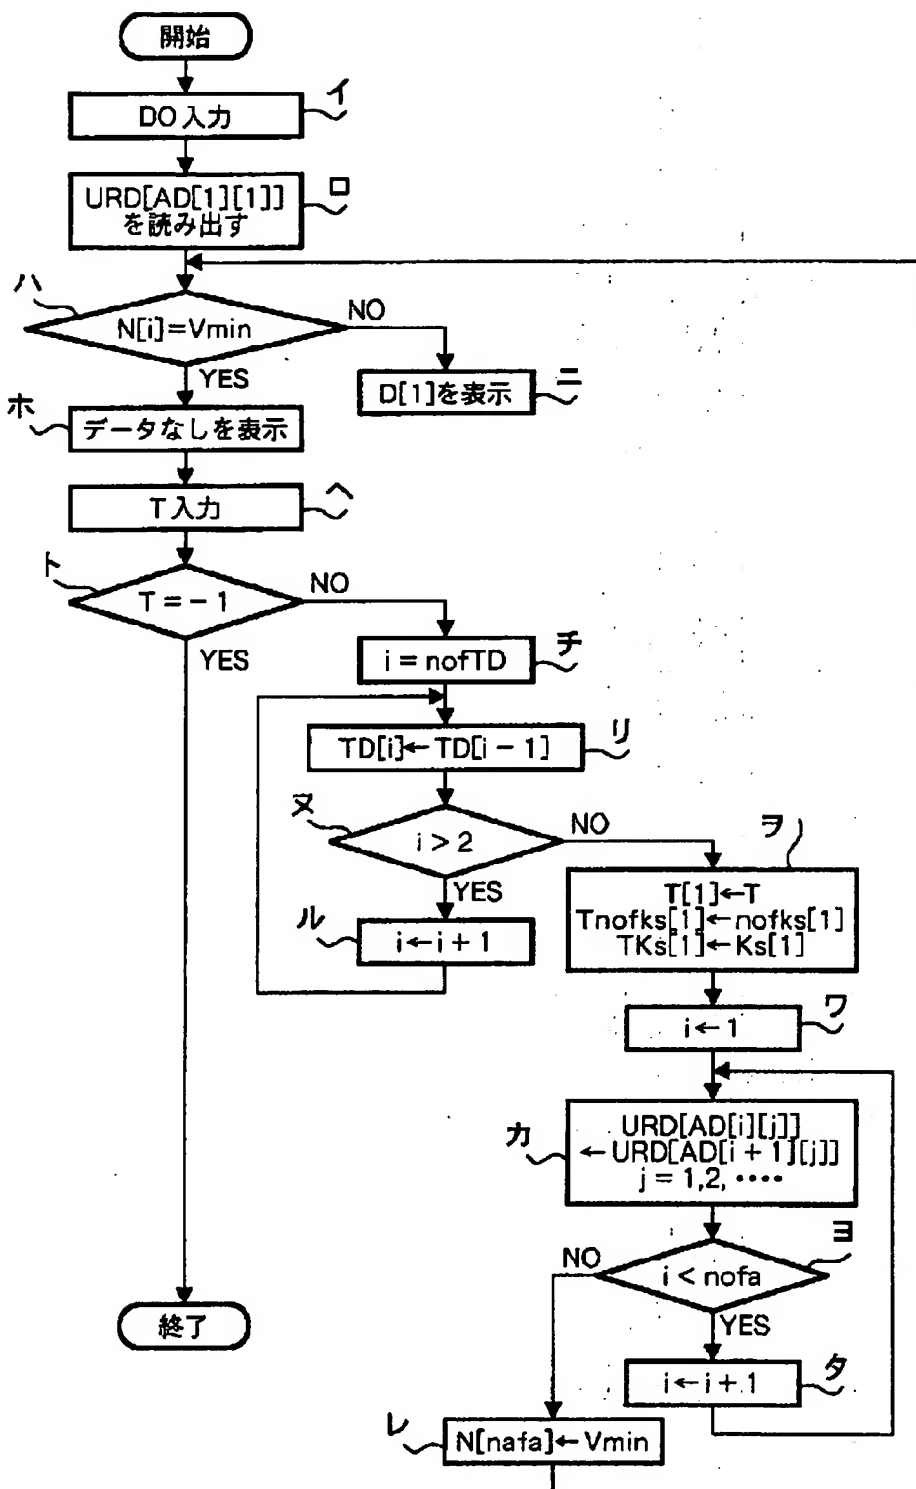 開始
イ
DO入力
ロ
URD[AD[1][1]]
を読み出す
ハ
N[i]=Vmin
NO
YES
ニ
D[1]を表示
ホ
データなしを表示
ヘ
T入力
ト
T=-1
NO
YES
チ
i=nofTD
リ
TD[i]←TD[i-1]
ヌ
i>2
NO
YES
ル
i←i+1
ヲ
T[1]←T
Tnofks[1]←nofks[1]
TKs[1]←Ks[1]
ワ
i←1
カ
URD[AD[i][j]]
←URD[AD[i+1][j]]
j=1,2,‥‥
ヨ
i<nofa
NO
YES
終了
タ
i←i+1
レ
N[nafa]←Vmin